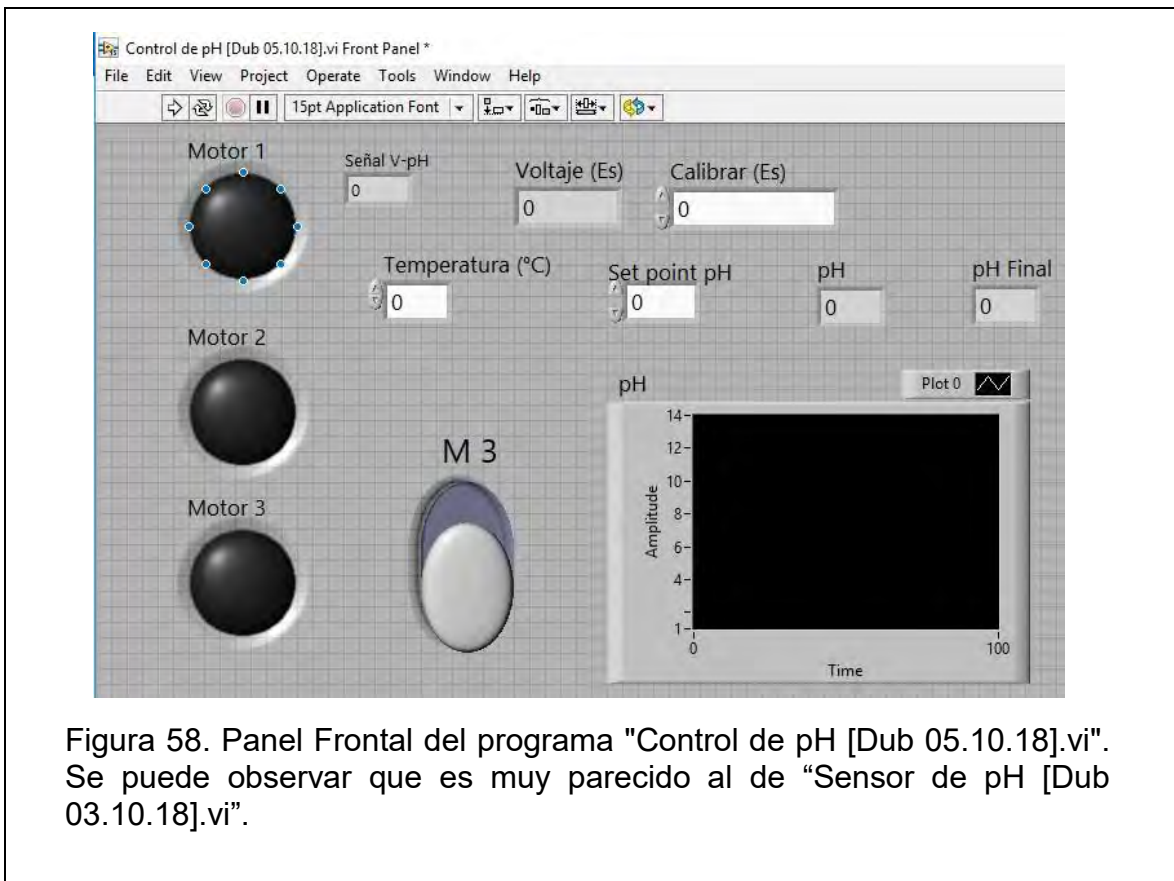 Control de pH [Dub 05.10.18].vi Front Panel *
File Edit View Project Operate Tools Window Help
15pt Application Font
Motor 1
Señal V-pH
0
Voltaje (Es)
0
Calibrar (Es)
0
Temperatura (ºC)
0
Set point pH
0
pH
0
pH Final
0
Motor 2
Motor 3
M 3
pH
Plot 0
14
12
10
8
6
4
1
Amplitude
0
100
Time
Figura 58. Panel Frontal del programa "Control de pH [Dub 05.10.18].vi".
Se puede observar que es muy parecido al de “Sensor de pH [Dub
03.10.18].vi”.